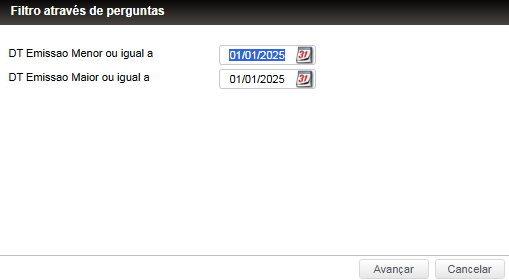 Filtro através de perguntas
DT Emissao Menor ou igual a 01/01/2025 31
DT Emissao Maior ou igual a 01/01/2025 31
Avançar Cancelar